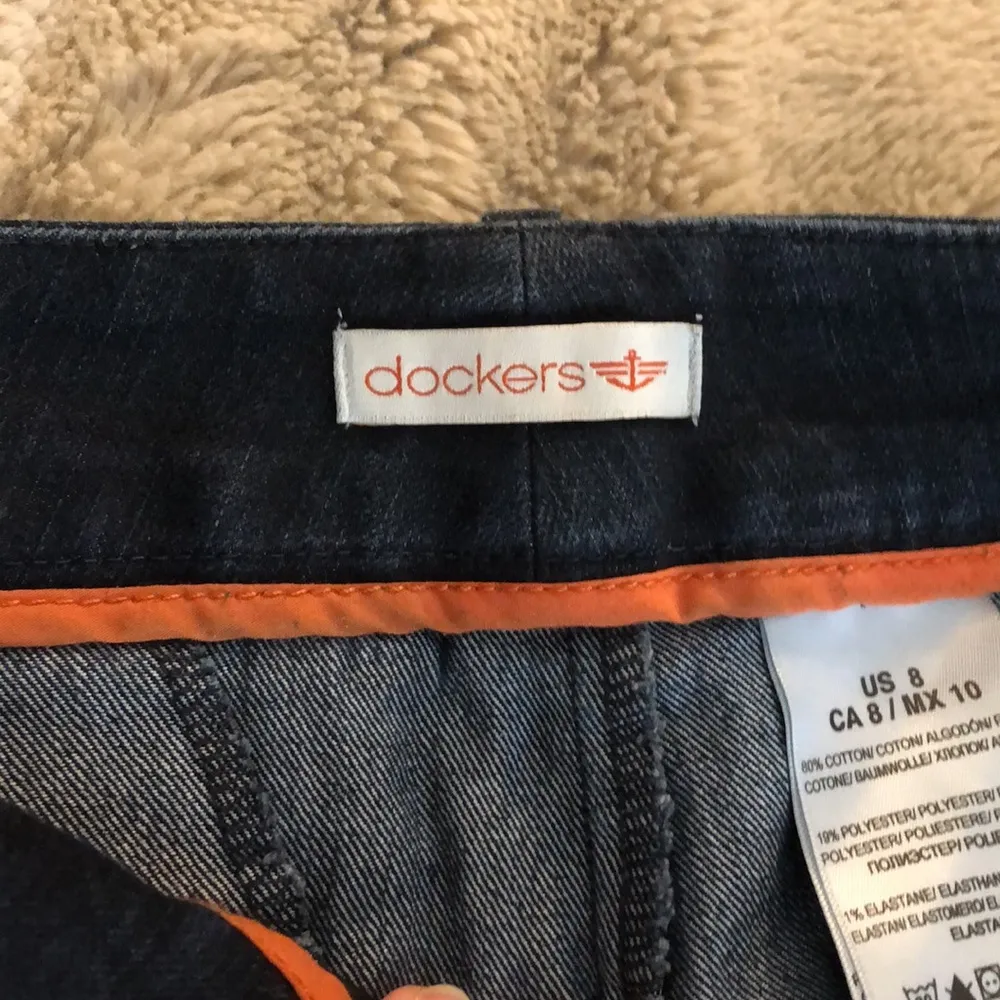 dockers
US 8
CA 8 / MX 10
80% COTTON/ COTON/ ALGODÓN/
COTONE/ BAUMWOLLE/ ХЛОПОК/
19% POLYESTER/ POLYESTER/
POLYESTER/ POLIESTERE/
ПОЛИЭСТЕР/
1% ELASTANE/ ELASTHAN
ELASTAN/ ELASTOMERO/
ELASTA